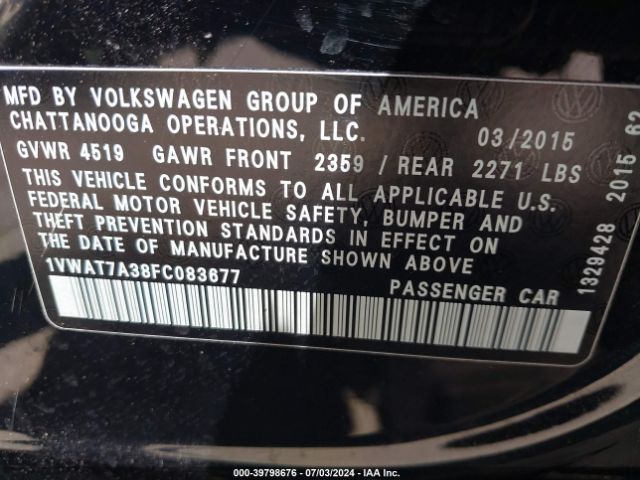 MFD BY VOLKSWAGEN GROUP OF AMERICA
CHATTANOOGA OPERATIONS, LLC. 03/2015
GVWR 4519 GAWR FRONT 2359 / REAR 2271 LBS
THIS VEHICLE CONFORMS TO ALL APPLICABLE U.S.
FEDERAL MOTOR VEHICLE SAFETY, BUMPER AND
THEFT PREVENTION STANDARDS IN EFFECT ON
THE DATE OF MANUFACTURE SHOWN ABOVE
1VWAT7A38FC083677 PASSENGER CAR
1329428 2015 62
000-39798676 - 07/03/2024 - IAA Inc.